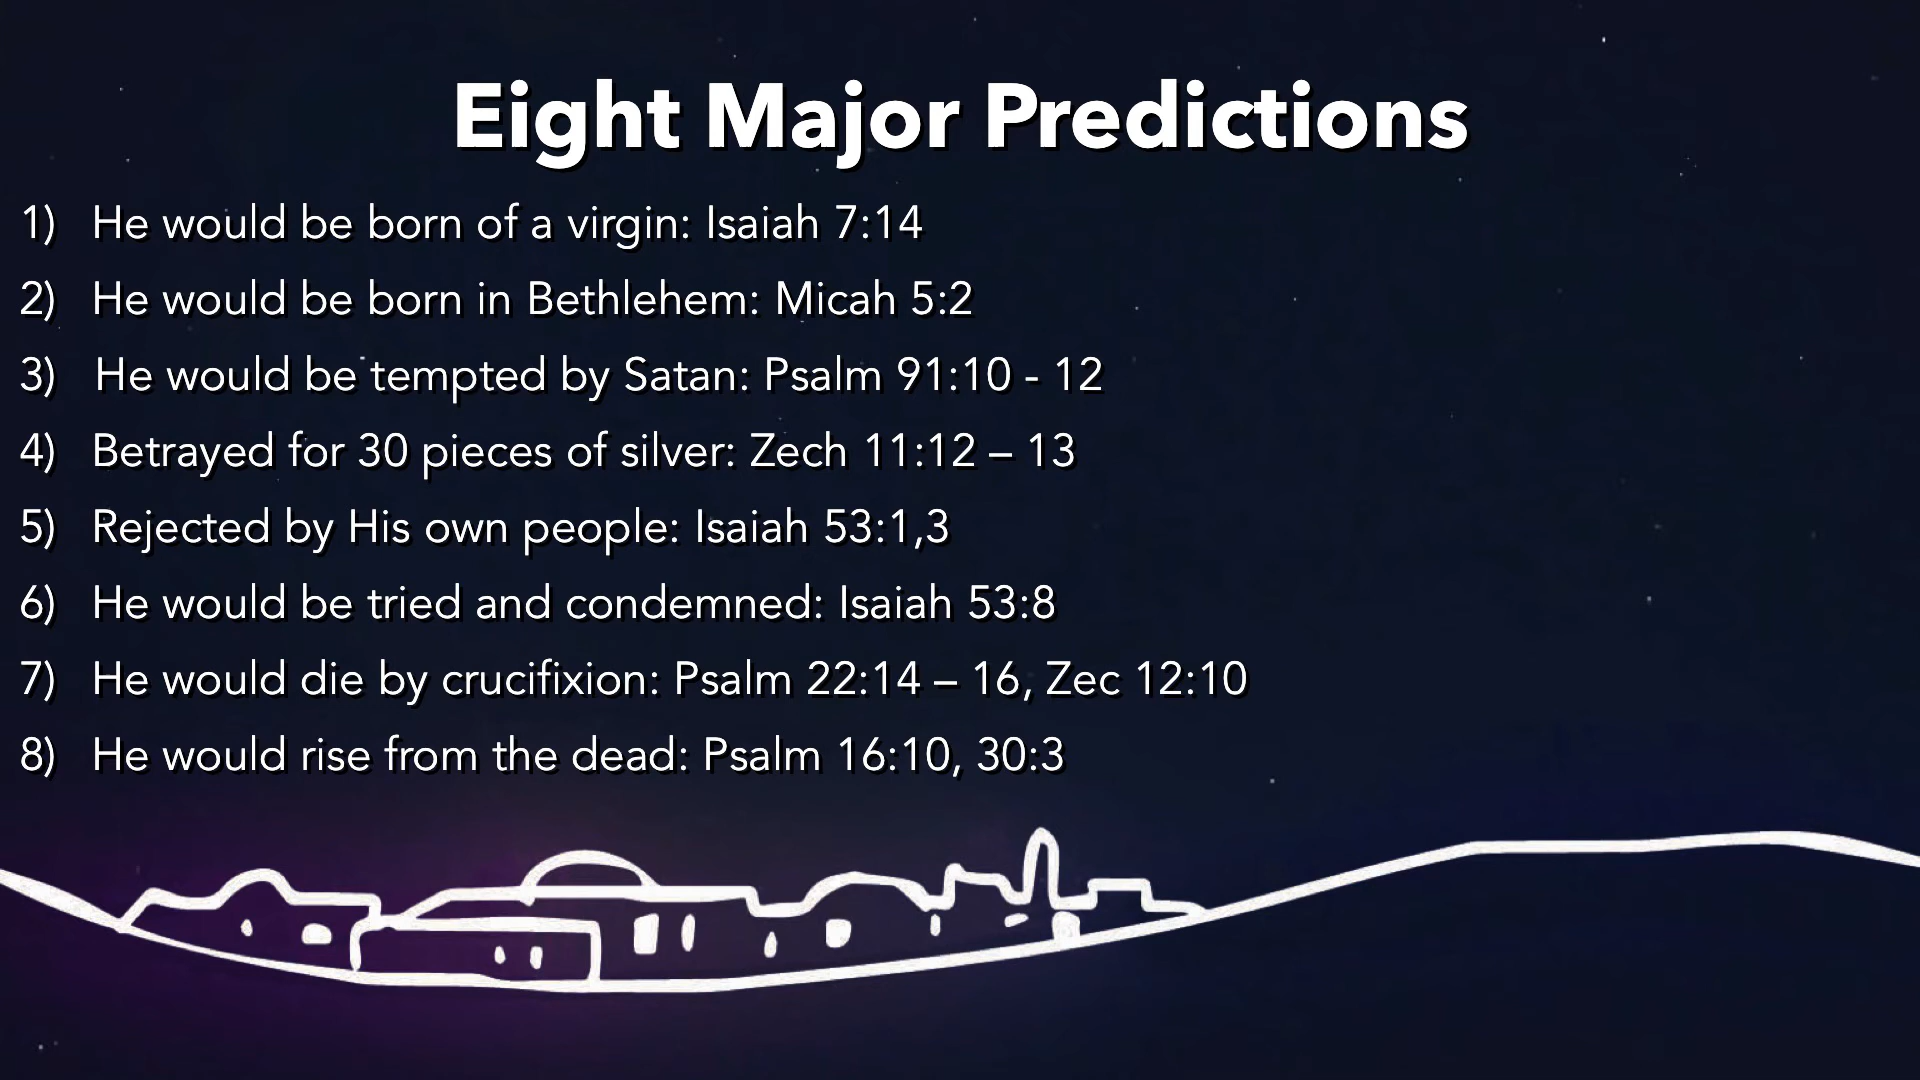 Eight Major Predictions
1) He would be born of a virgin: Isaiah 7:14
2) He would be born in Bethlehem: Micah 5:2
3) He would be tempted by Satan: Psalm 91:10 - 12
4) Betrayed for 30 pieces of silver: Zech 11:12 – 13
5) Rejected by His own people: Isaiah 53:1,3
6) He would be tried and condemned: Isaiah 53:8
7) He would die by crucifixion: Psalm 22:14 – 16, Zec 12:10
8) He would rise from the dead: Psalm 16:10, 30:3